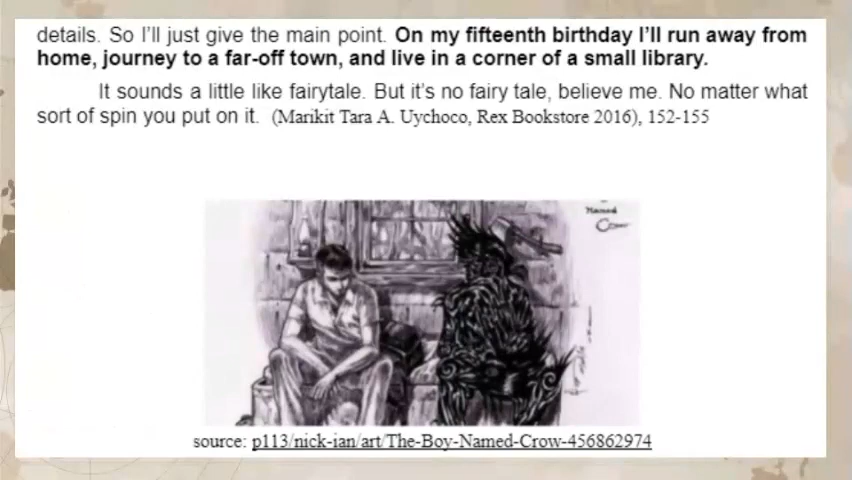 details. So I'll just give the main point. On my fifteenth birthday I'll run away from
home, journey to a far-off town, and live in a corner of a small library.
It sounds a little like fairytale. But it's no fairy tale, believe me. No matter what
sort of spin you put on it. (Marikit Tara A. Uychoco, Rex Bookstore 2016), 152-155
Named
Crow
source: p113/nick-ian/art/The-Boy-Named-Crow-456862974